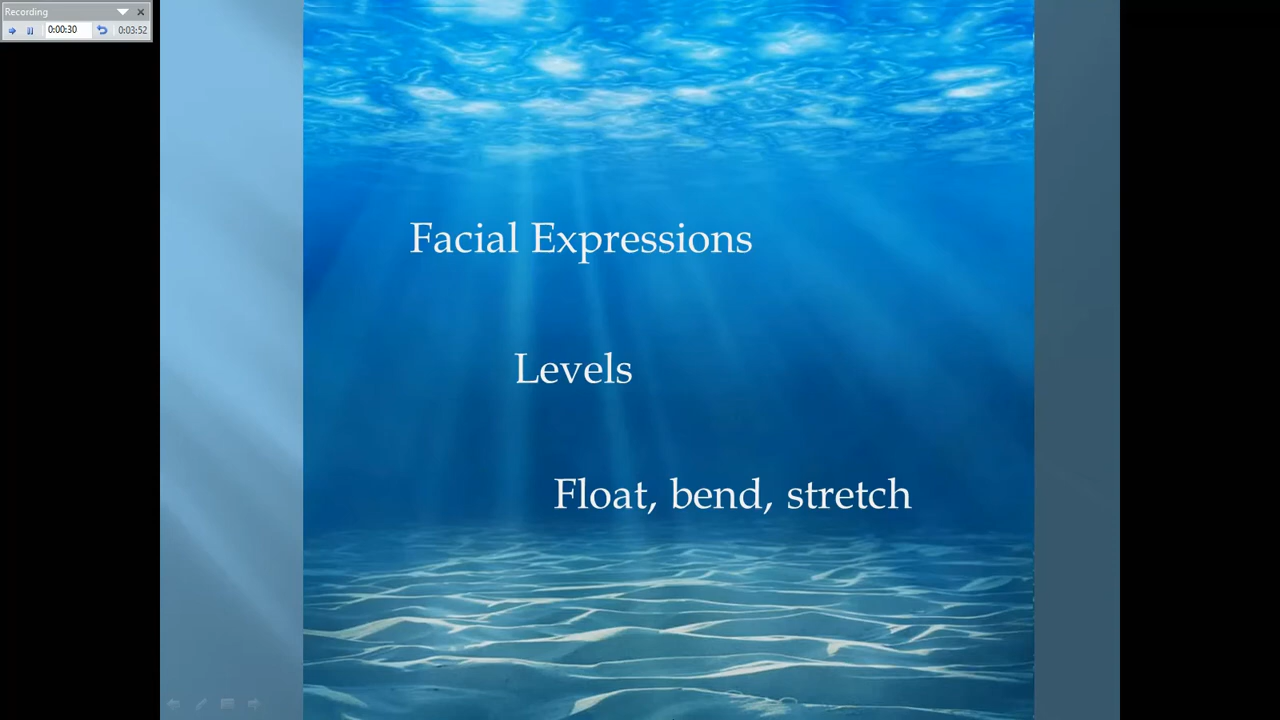 Recording
0:00:30
0:03:52
Facial Expressions
Levels
Float, bend, stretch